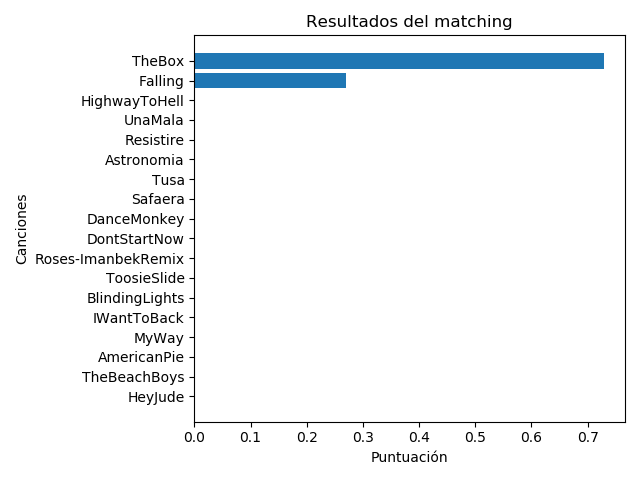 Resultados del matching
TheBox
Falling
HighwayToHell
UnaMala
Resistire
Astronomia
Tusa
Safaera
DanceMonkey
DontStartNow
Roses-ImanbekRemix
ToosieSlide
BlindingLights
IWantToBack
MyWay
AmericanPie
TheBeachBoys
HeyJude
Canciones
0.0 0.1 0.2 0.3 0.4 0.5 0.6 0.7
Puntuación